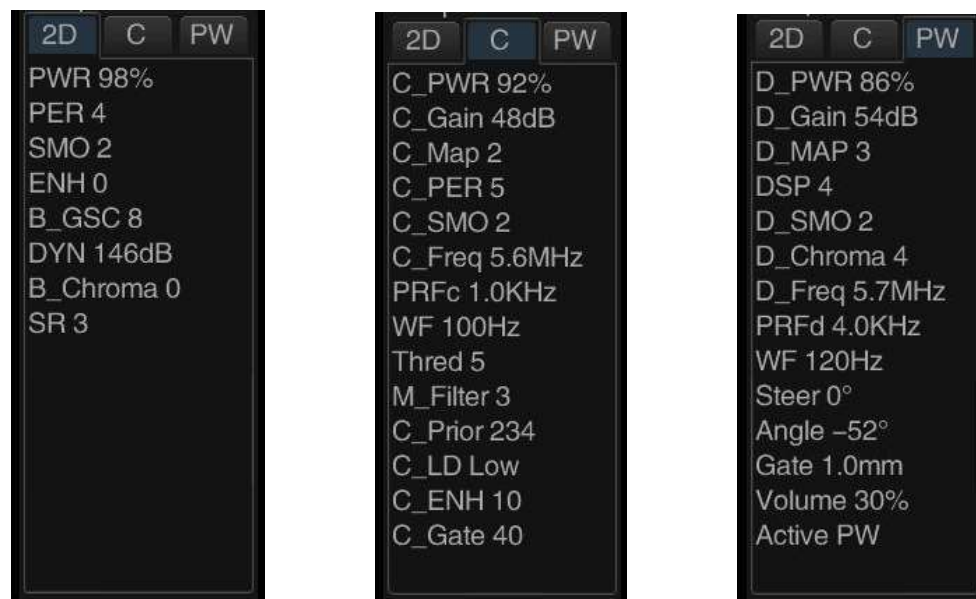 2D C PW
PWR 98%
PER 4
SMO 2
ENH 0
B_GSC 8
DYN 146dB
B_Chroma 0
SR 3
2D C PW
C_PWR 92%
C_Gain 48dB
C_Map 2
C_PER 5
C_SMO 2
C_Freq 5.6MHz
PRFc 1.0KHz
WF 100Hz
Thred 5
M_Filter 3
C_Prior 234
C_LD Low
C_ENH 10
C_Gate 40
2D C PW
D_PWR 86%
D_Gain 54dB
D_MAP 3
DSP 4
D_SMO 2
D_Chroma 4
D_Freq 5.7MHz
PRFd 4.0KHz
WF 120Hz
Steer 0°
Angle −52°
Gate 1.0mm
Volume 30%
Active PW